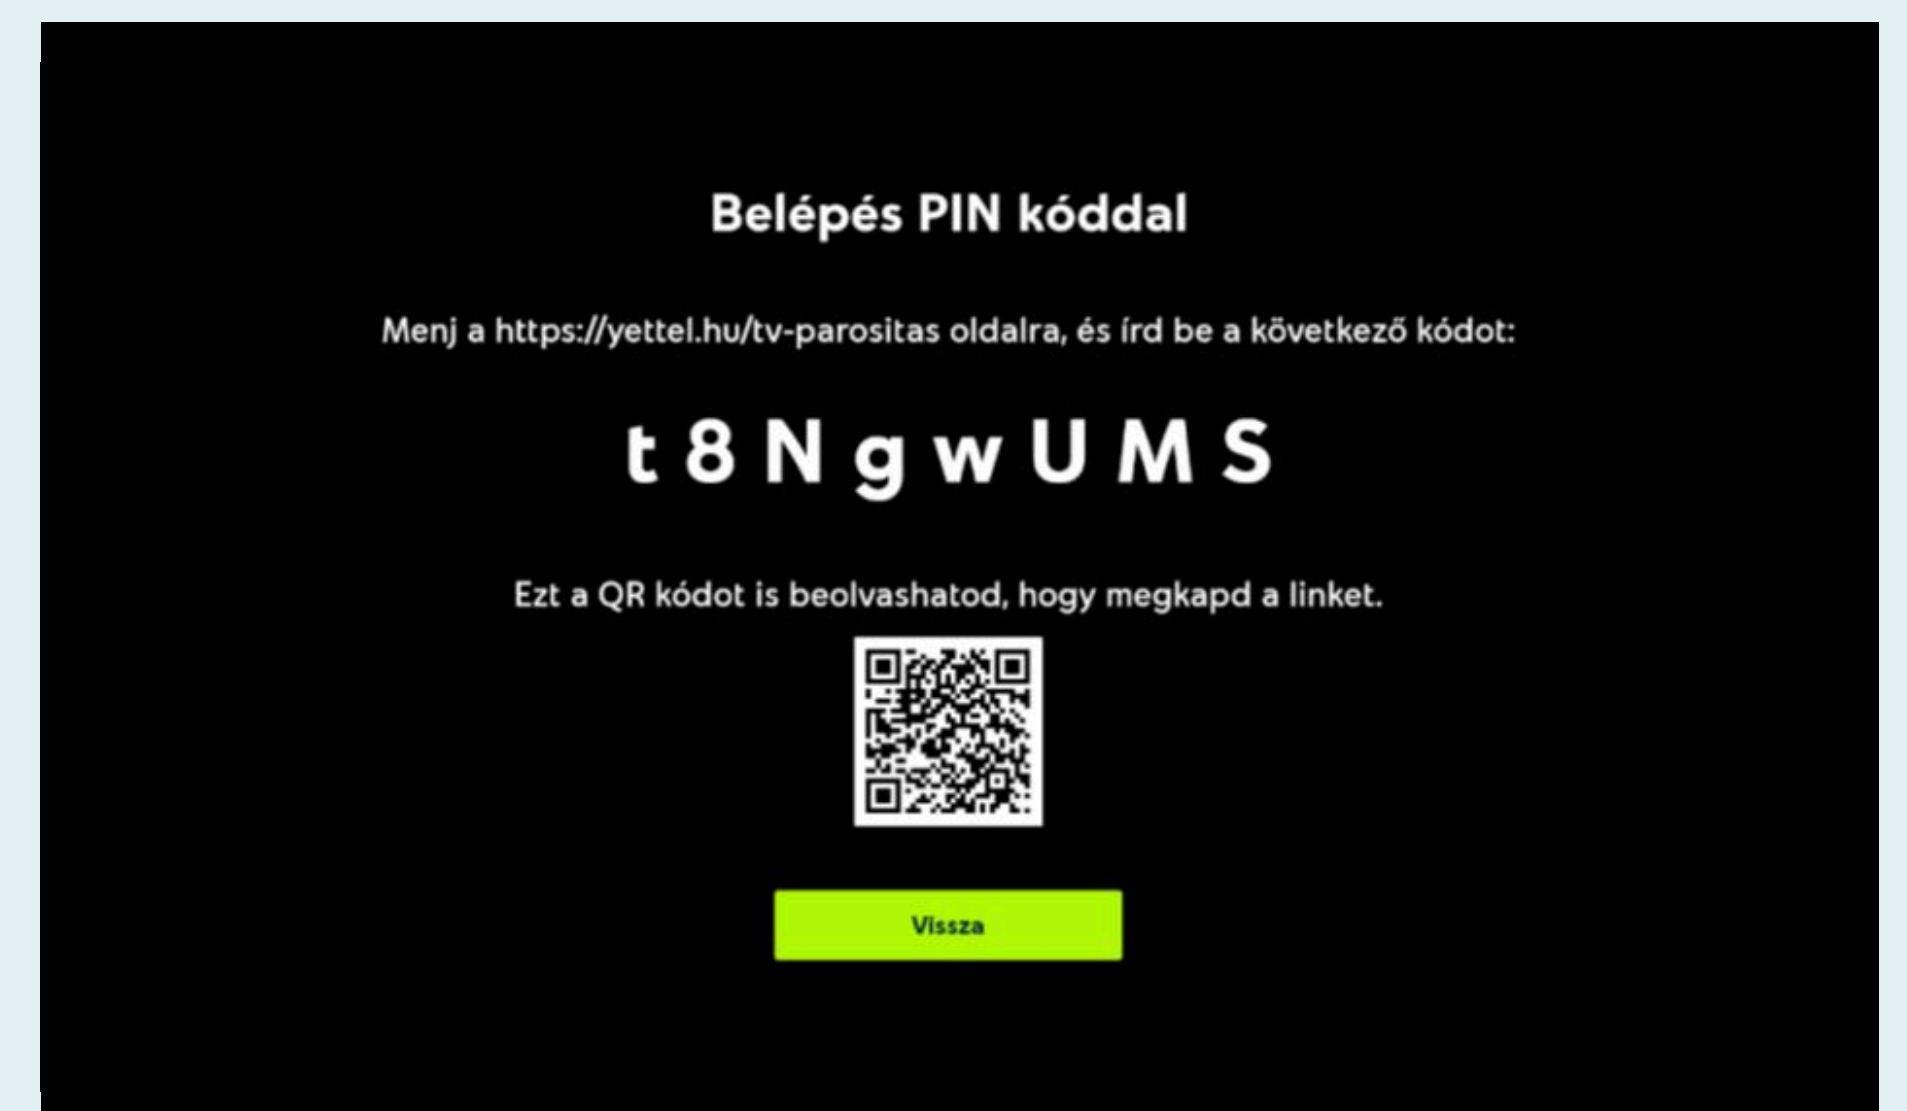 Belépés PIN kóddal
Menj a https://yettel.hu/tv-parositas oldalra, és írd be a következő kódot:
t 8 N g w U M S
Ezt a QR kódot is beolvashatod, hogy megkapd a linket.
Vissza